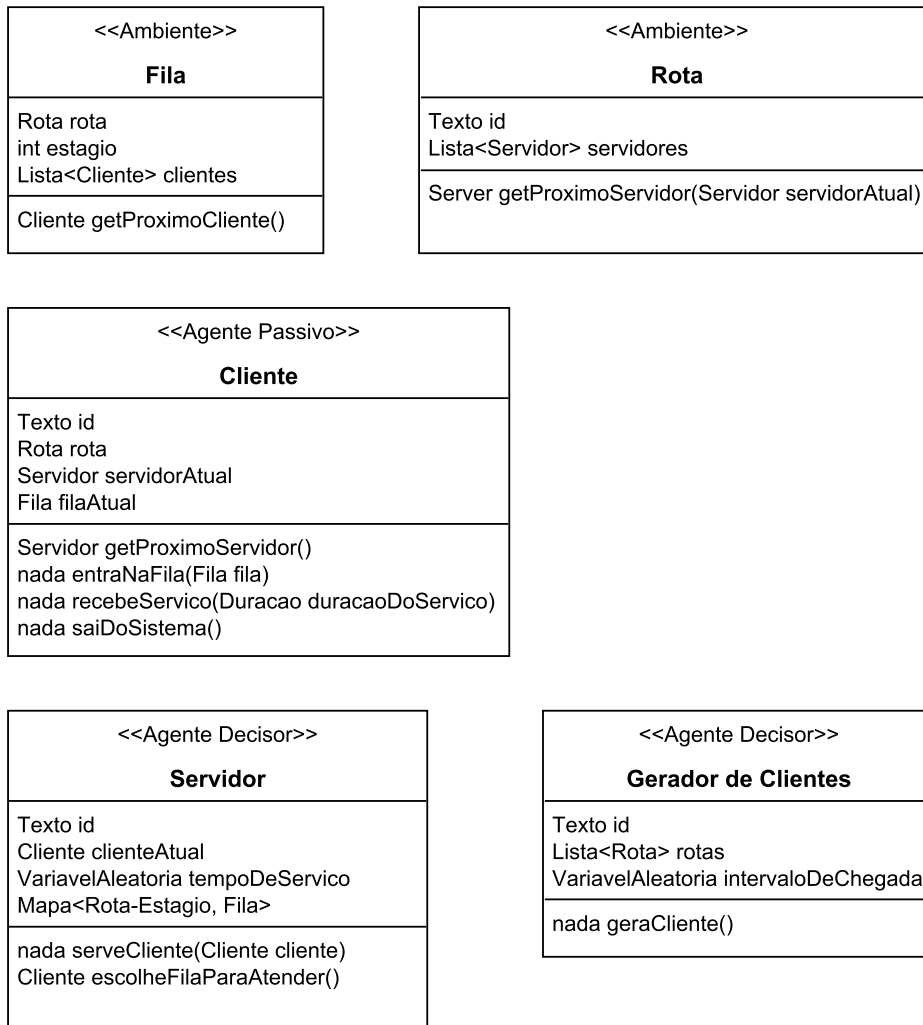 <<Ambiente>>
Fila
Rota rota
int estagio
Lista<Cliente> clientes
Cliente getProximoCliente()
<<Ambiente>>
Rota
Texto id
Lista<Servidor> servidores
Server getProximoServidor(Servidor servidorAtual)
<<Agente Passivo>>
Cliente
Texto id
Rota rota
Servidor servidorAtual
Fila filaAtual
Servidor getProximoServidor()
nada entraNaFila(Fila fila)
nada recebeServico(Duracao duracaoDoServico)
nada saiDoSistema()
<<Agente Decisor>>
Servidor
Texto id
Cliente clienteAtual
VariavelAleatoria tempoDeServico
Mapa<Rota-Estagio, Fila>
nada serveCliente(Cliente cliente)
Cliente escolheFilaParaAtender()
<<Agente Decisor>>
Gerador de Clientes
Texto id
Lista<Rota> rotas
VariavelAleatoria intervaloDeChegada
nada geraCliente()